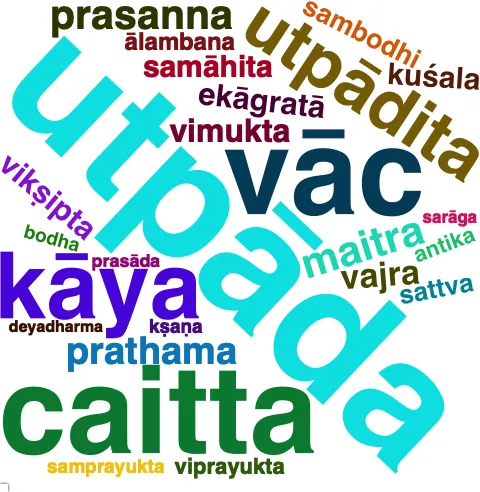 prasanna
ālambana
samāhita
sambodhi
utpādita
kuśala
ekāgratā
vimukta
vāc
utpāda
vikṣipta
bodha
prasāda
kāya
deyadharma
kṣaṇa
maitra
sarāga
antika
vajra
sattva
prathama
caitta
samprayukta
viprayukta